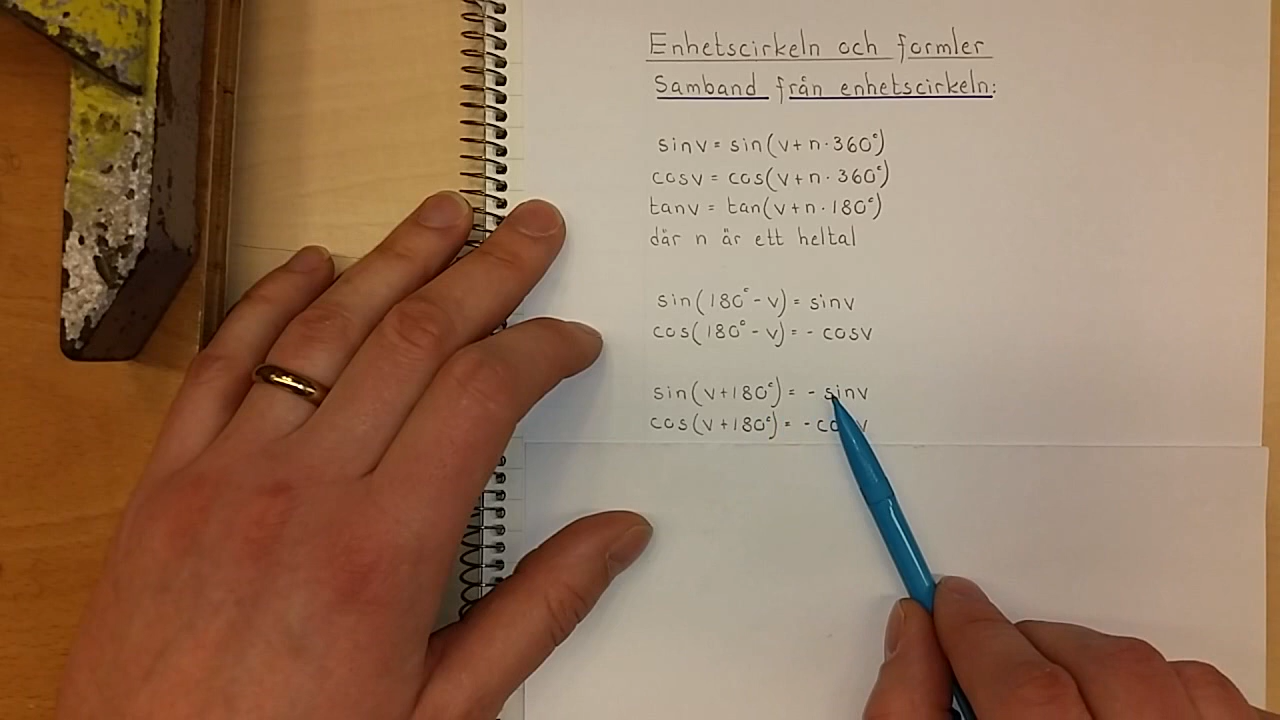 Enhetscirkeln och formler
Samband från enhetscirkeln:
sinv = sin(v+n·360°)
cosv = cos(v+n·360°)
tanv = tan(v+n·180°)
där n är ett heltal
sin(180°-v) = sinv
cos(180°-v) = - cosv
sin(v+180°) = - sinv
cos(v+180°) = -